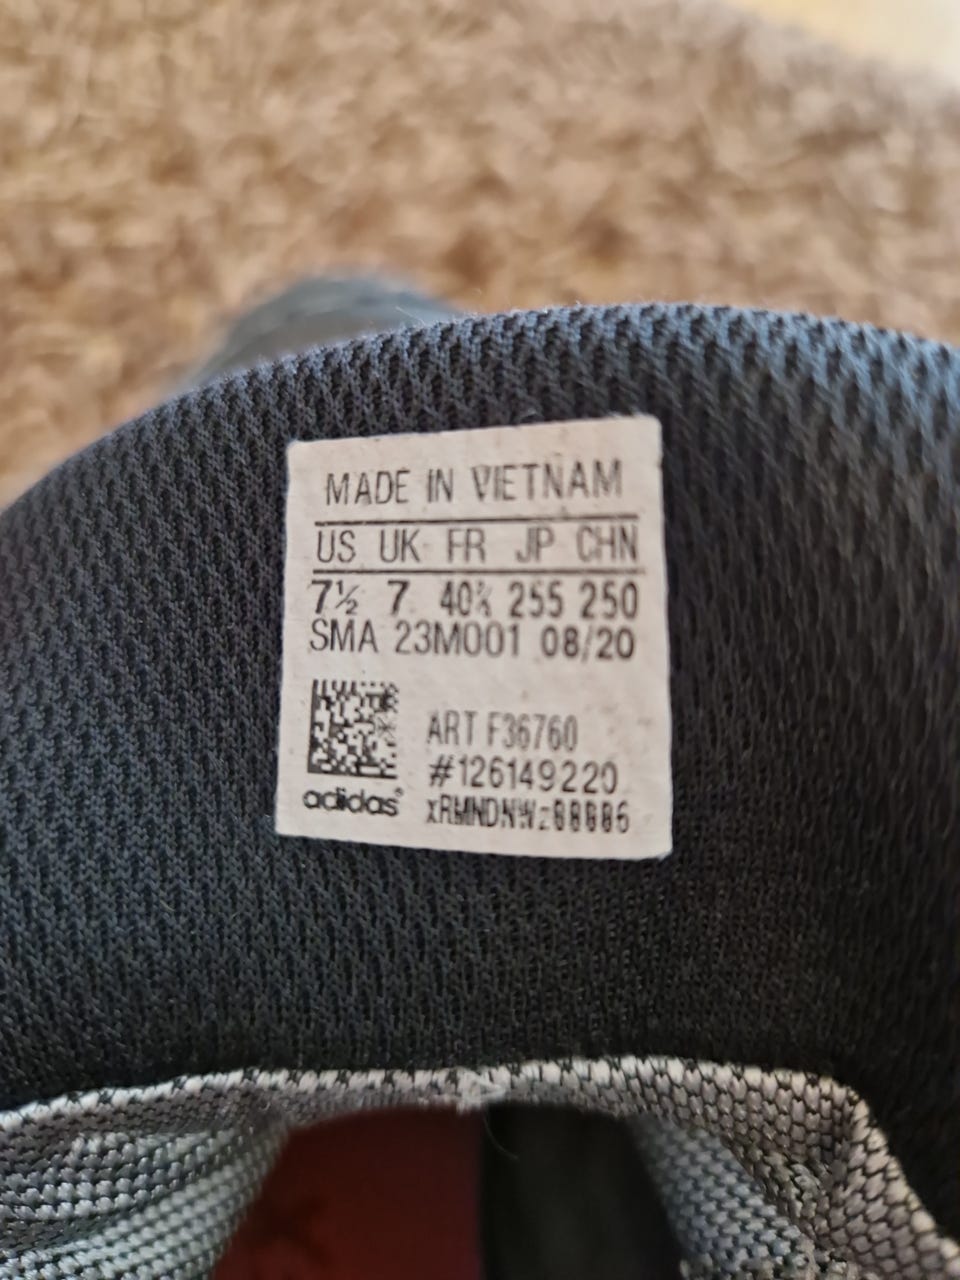 MADE IN VIETNAM
US UK FR JP CHN
7½ 7 40⅔ 255 250
SMA 23M001 08/20
ART F36760
#126149220
adidas®